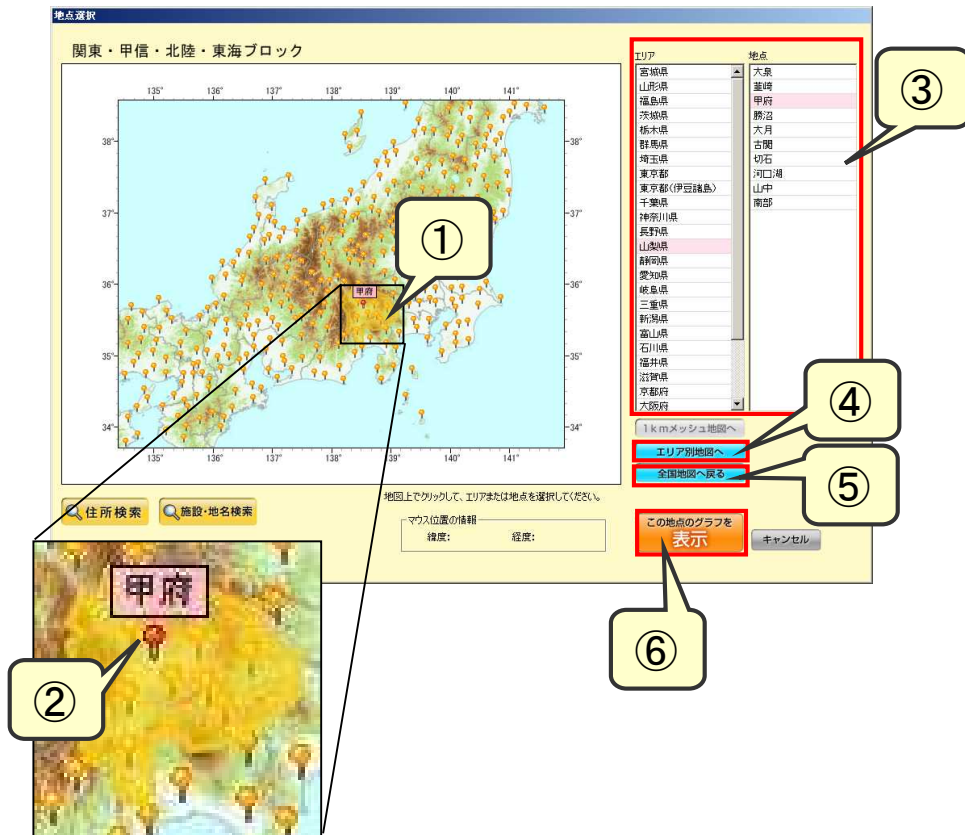 地点選択
関東・甲信・北陸・東海ブロック
135° 136° 137° 138° 139° 140° 141°
38° 38°
37° 37°
36° 36°
35° 35°
34° 34°
135° 136° 137° 138° 139° 140° 141°
甲府
①
エリア
宮城県
山形県
福島県
茨城県
栃木県
群馬県
埼玉県
東京都
東京都(伊豆諸島)
千葉県
神奈川県
長野県
山梨県
静岡県
愛知県
岐阜県
三重県
新潟県
富山県
石川県
福井県
滋賀県
京都府
大阪府
地点
大泉
韮崎
甲府
勝沼
大月
古関
切石
河口湖
山中
南部
③
1kmメッシュ地図へ
エリア別地図へ
④
全国地図へ戻る
⑤
地図上でクリックして、エリアまたは地点を選択してください。
住所検索
施設・地名検索
マウス位置の情報
緯度: 経度:
この地点のグラフを
表示
キャンセル
⑥
甲府
②